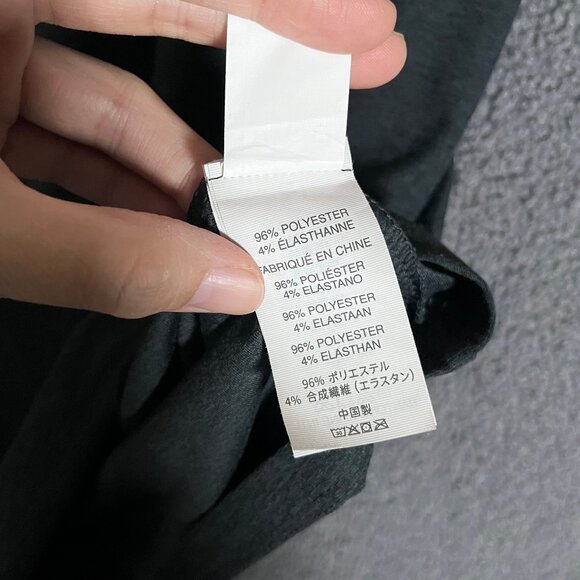 96% POLYESTER
4% ÉLASTHANNE
FABRIQUÉ EN CHINE
96% POLIÉSTER
4% ELASTANO
96% POLYESTER
4% ELASTAAN
96% POLYESTER
4% ELASTHAN
96% ポリエステル
4% 合成繊維 (エラスタン)
中国製